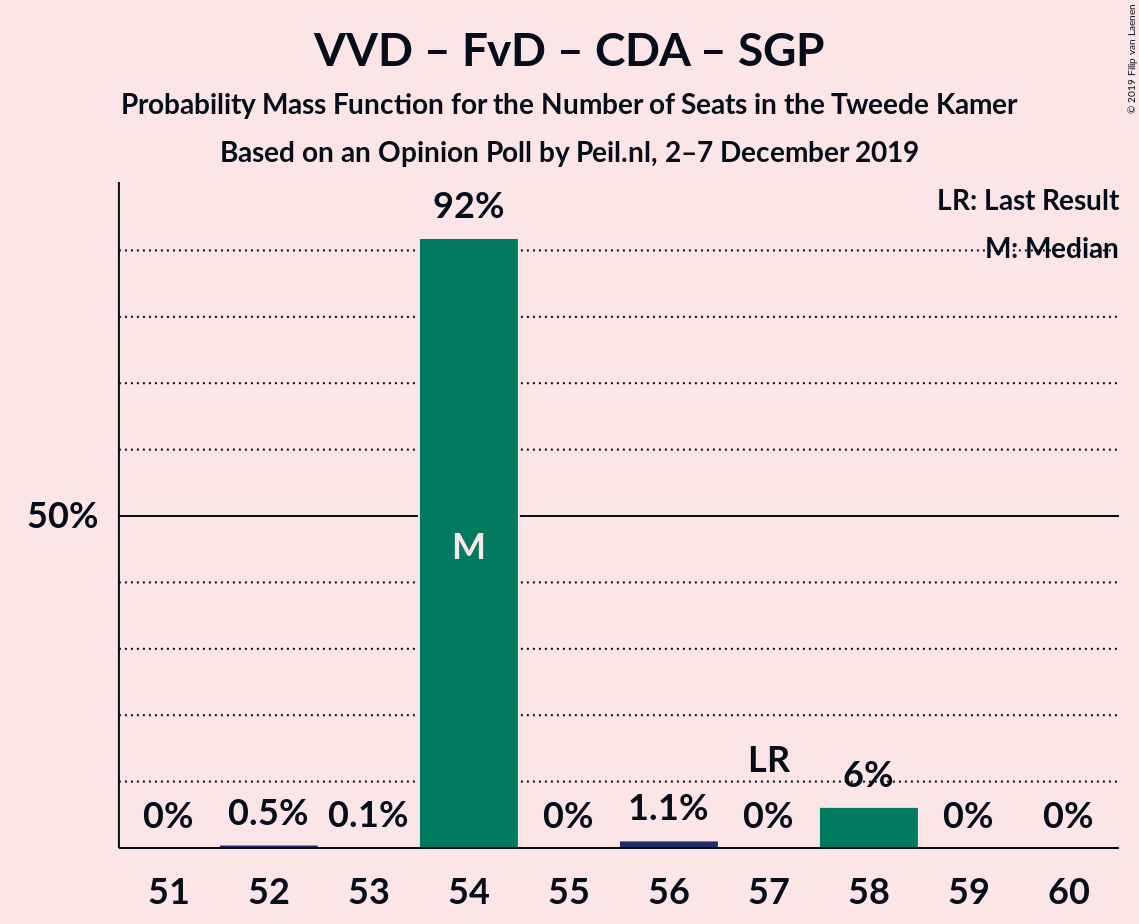 VVD – FvD – CDA – SGP
Probability Mass Function for the Number of Seats in the Tweede Kamer
Based on an Opinion Poll by Peil.nl, 2–7 December 2019
© 2019 Filip van Laenen
LR: Last Result
M: Median
92%
50%
M
LR
6%
0% 0.5% 0.1% 0% 1.1% 0% 0% 0%
51 52 53 54 55 56 57 58 59 60